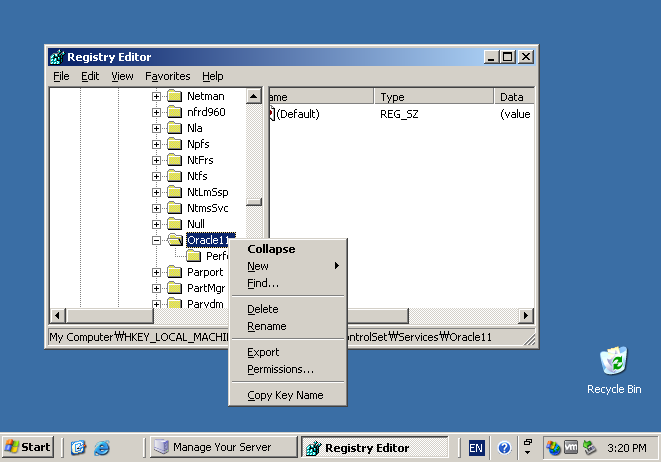 Registry Editor
File Edit View Favorites Help
Netman
nfrd960
Nla
Npfs
NtFrs
Ntfs
NtLmSsp
NtmsSvc
Null
Oracle11
Perfo
Parport
PartMgr
Parvdm
ame Type Data
(Default) REG_SZ (value
Collapse
New
Find...
Delete
Rename
Export
Permissions...
Copy Key Name
My Computer₩HKEY_LOCAL_MACHI ontrolSet₩Services₩Oracle11
Recycle Bin
Start Manage Your Server Registry Editor EN 3:20 PM